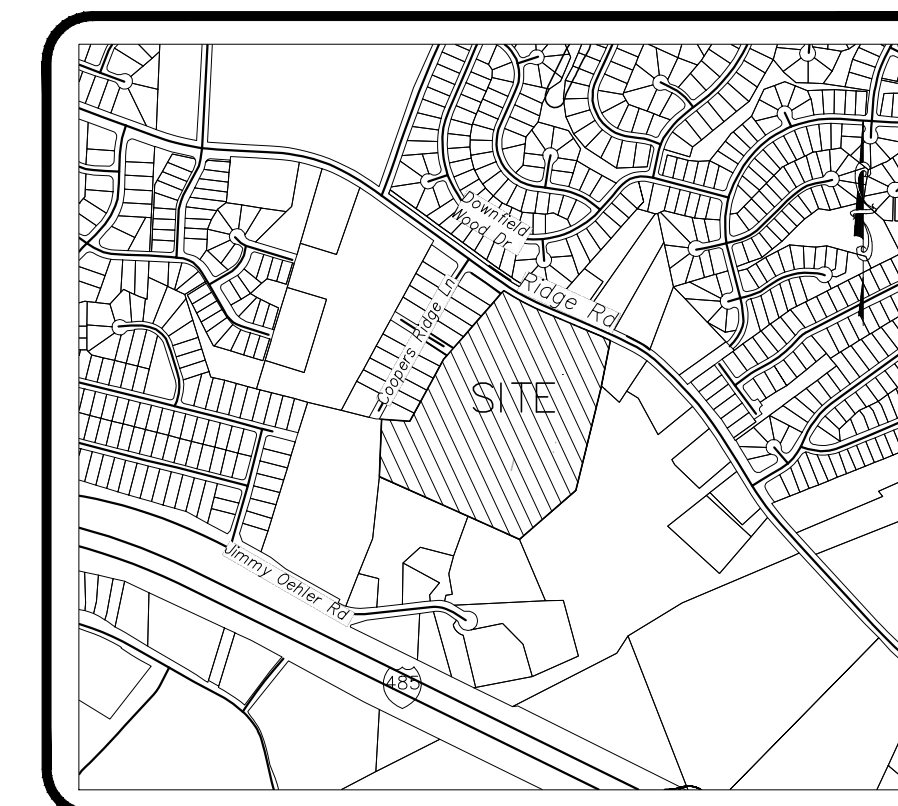 Downfield
Wood Dr
Ridge Rd
Coopers Ridge Ln
SITE
Jimmy Oehler Rd
485